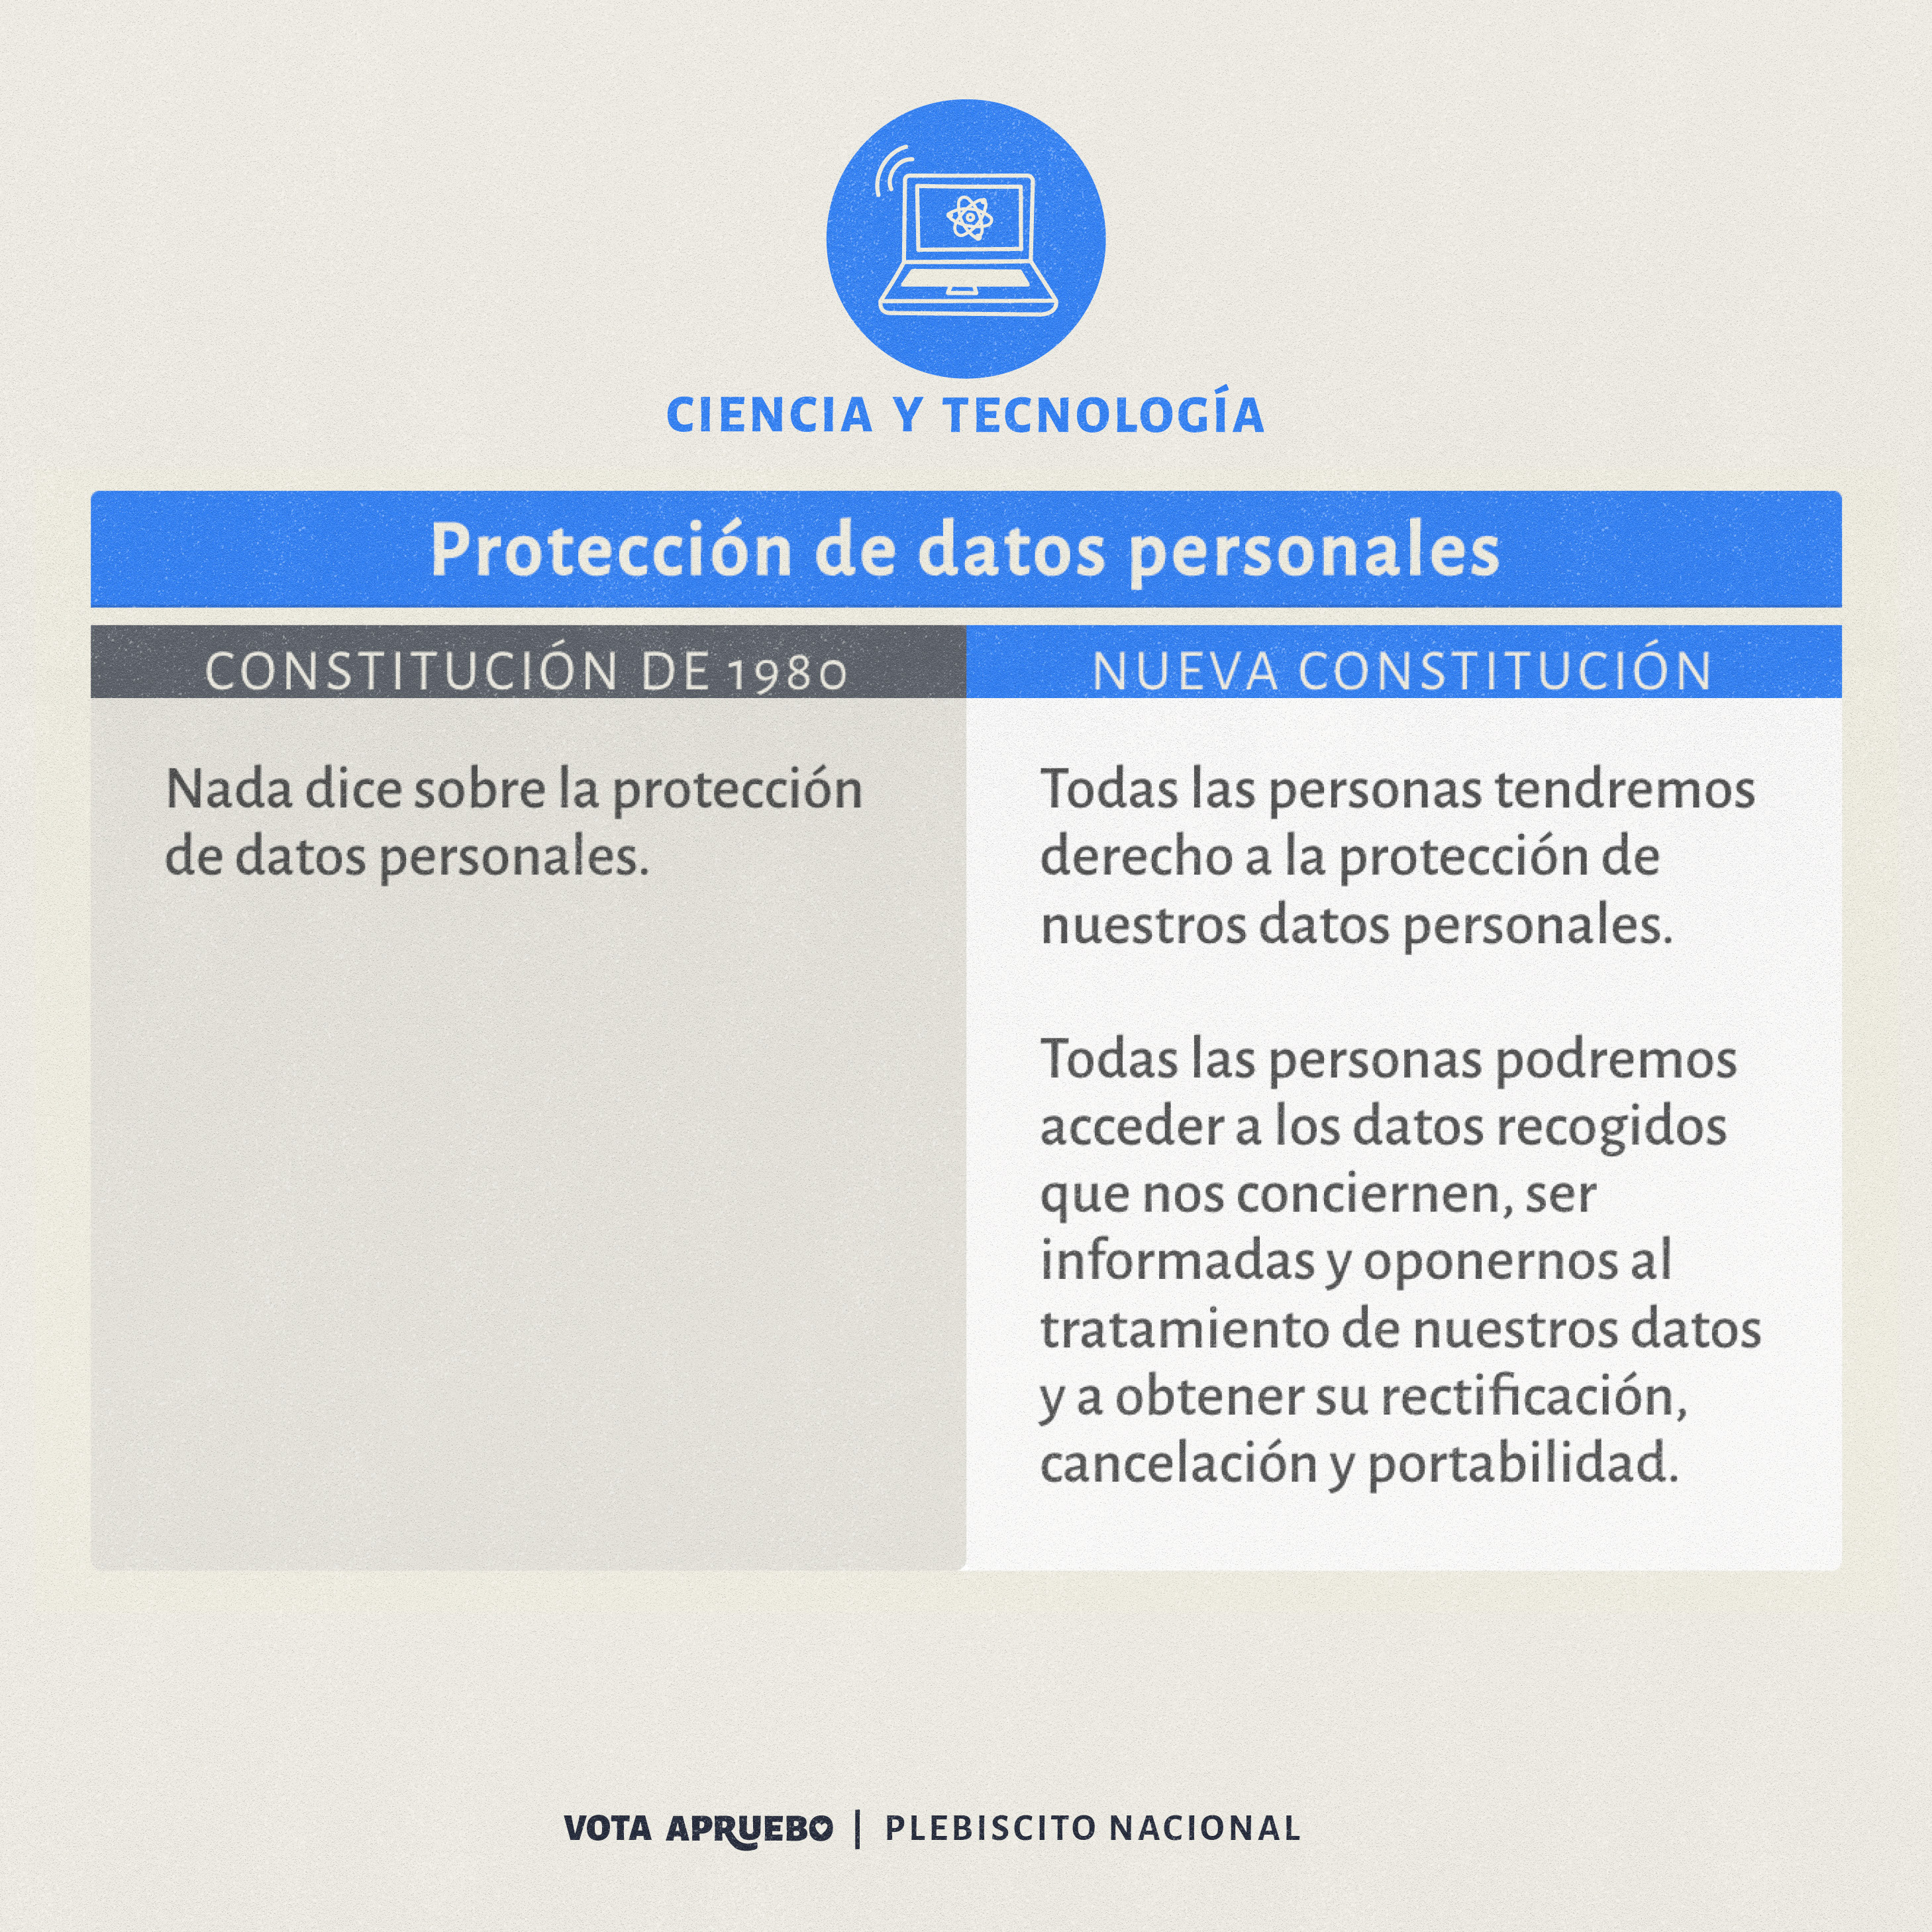 CIENCIA Y TECNOLOGÍA
Protección de datos personales
CONSTITUCIÓN DE 1980
Nada dice sobre la protección
de datos personales.
NUEVA CONSTITUCIÓN
Todas las personas tendremos
derecho a la protección de
nuestros datos personales.
Todas las personas podremos
acceder a los datos recogidos
que nos conciernen, ser
informadas y oponernos al
tratamiento de nuestros datos
y a obtener su rectificación,
cancelación y portabilidad.
VOTA APRUEBO | PLEBISCITO NACIONAL